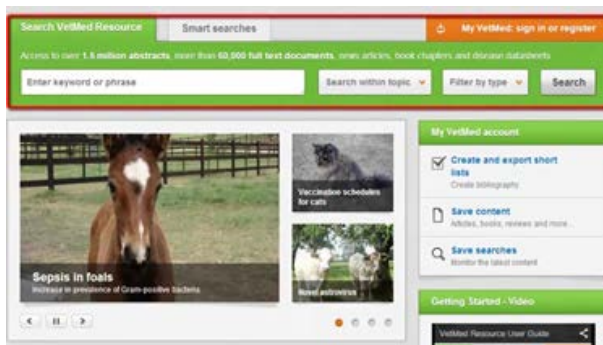 Search VetMed Resource
Smart searches
My VetMed: sign in or register
Access to over 1.5 million abstracts, more than 60,000 full text documents, news articles, book chapters and disease datasheets
Enter keyword or phrase
Search within topic
Filter by type
Search
Sepsis in foals
Increase in prevalence of Gram-positive bacteria
Vaccination schedules
for cats
Novel astrovirus
My VetMed account
Create and export short
lists
Create bibliography
Save content
Articles, books, reviews and more...
Save searches
Monitor the latest content
Getting Started - Video
VetMed Resource User Guide